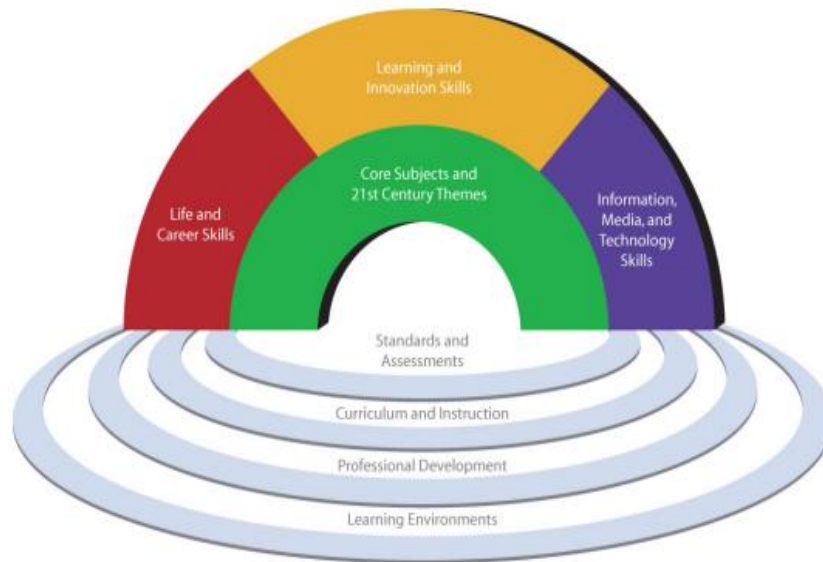 Learning and
Innovation Skills
Core Subjects and
21st Century Themes
Life and
Career Skills
Information,
Media, and
Technology
Skills
Standards and
Assessments
Curriculum and Instruction
Professional Development
Learning Environments